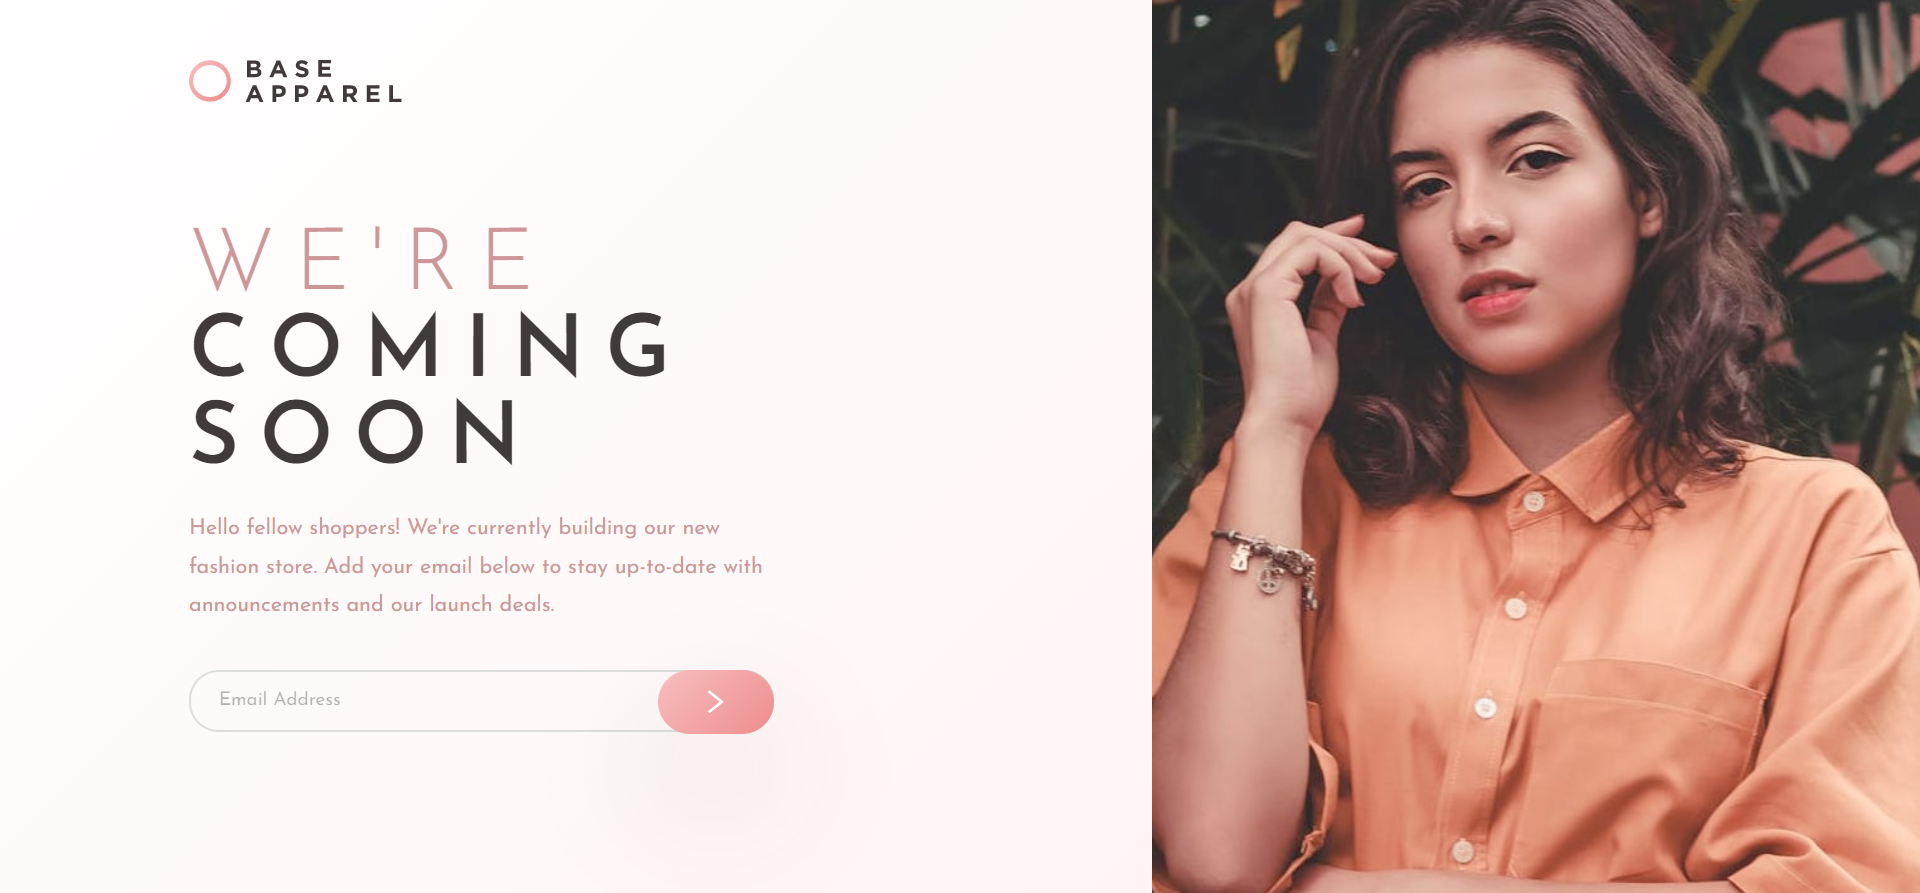 BASE
APPAREL
WE'RE
COMING
SOON
Hello fellow shoppers! We're currently building our new
fashion store. Add your email below to stay up-to-date with
announcements and our launch deals.
Email Address